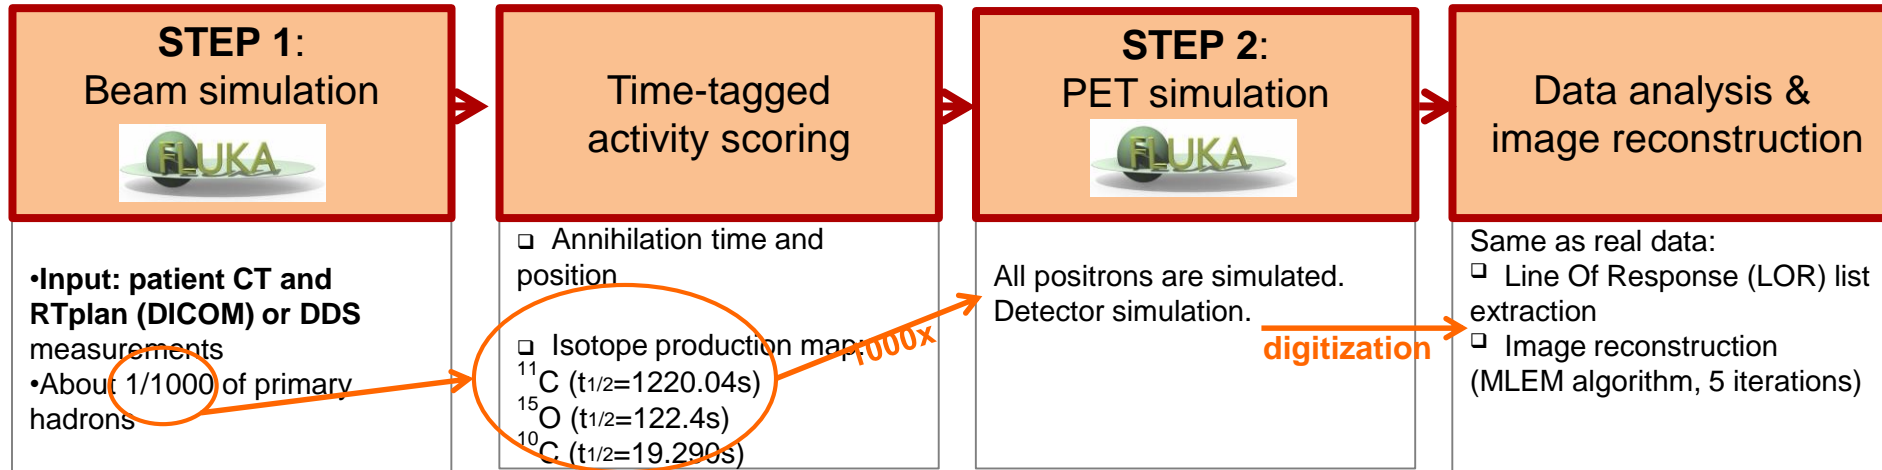 STEP 1:
Beam simulation
FLUKA
•Input: patient CT and
RTplan (DICOM) or DDS
measurements
•About 1/1000 of primary
hadrons
Time-tagged
activity scoring
❑ Annihilation time and
position
❑ Isotope production map:
¹¹C (t1/2=1220.04s)
¹⁵O (t1/2=122.4s)
¹⁰C (t1/2=19.290s)
1000x
STEP 2:
PET simulation
FLUKA
All positrons are simulated.
Detector simulation.
digitization
Data analysis &
image reconstruction
Same as real data:
❑ Line Of Response (LOR) list
extraction
❑ Image reconstruction
(MLEM algorithm, 5 iterations)